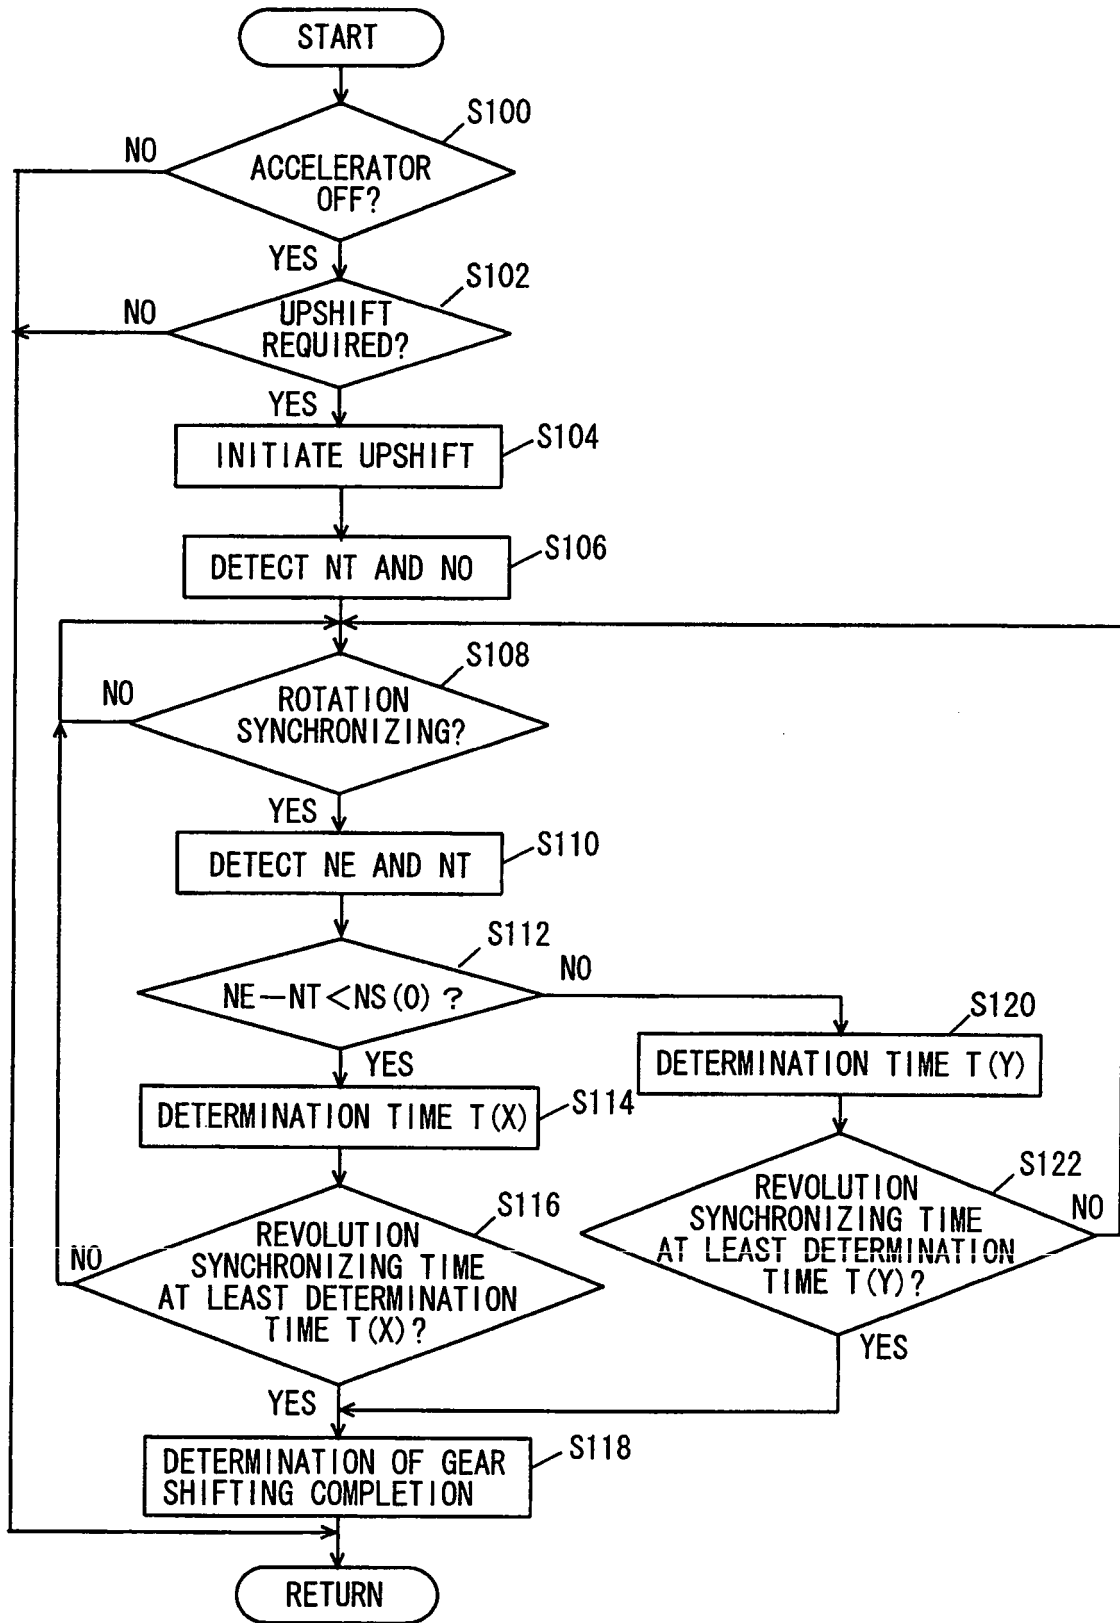 START
S100
NO
ACCELERATOR
OFF?
YES
S102
NO
UPSHIFT
REQUIRED?
YES
S104
INITIATE UPSHIFT
S106
DETECT NT AND NO
S108
NO
ROTATION
SYNCHRONIZING?
YES
S110
DETECT NE AND NT
S112
NO
NE—NT<NS(0)?
S120
DETERMINATION TIME T(Y)
YES
DETERMINATION TIME T(X)
S114
S122
REVOLUTION
SYNCHRONIZING TIME
AT LEAST DETERMINATION
TIME T(Y)?
NO
YES
S116
NO
REVOLUTION
SYNCHRONIZING TIME
AT LEAST DETERMINATION
TIME T(X)?
YES
S118
DETERMINATION OF GEAR
SHIFTING COMPLETION
RETURN